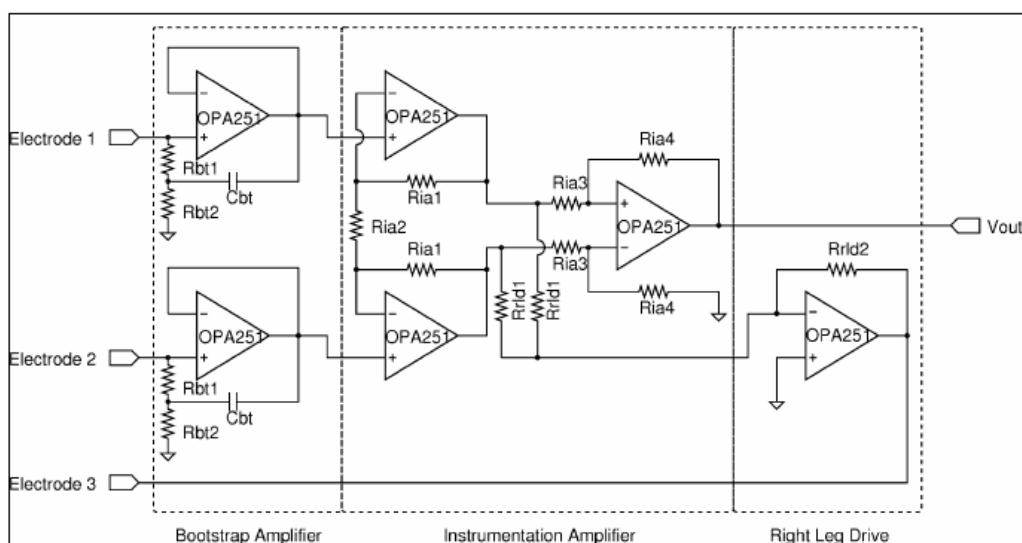 OPA251
Electrode 1
Rbt1
Cbt
Rbt2
OPA251
Ria1
Ria2
Ria1
OPA251
Ria4
Ria3
OPA251
Ria3
Ria4
Rrld1
Rrld1
Vout
Rrld2
OPA251
OPA251
Electrode 2
Rbt1
Cbt
Rbt2
Electrode 3
Bootstrap Amplifier
Instrumentation Amplifier
Right Leg Drive